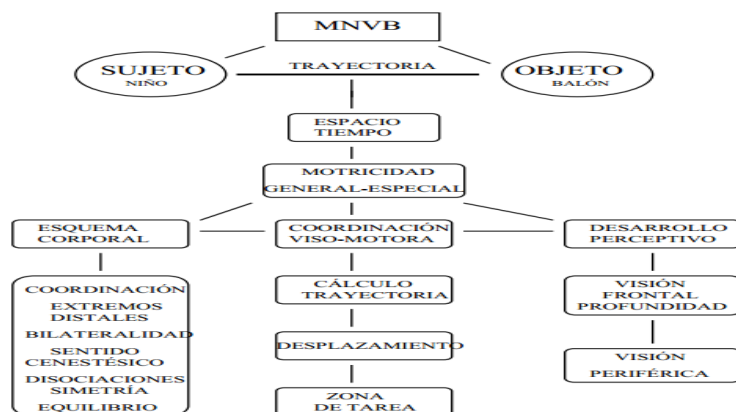 MNVB
SUJETO
NIÑO
TRAYECTORIA
OBJETO
BALÓN
ESPACIO
TIEMPO
MOTRICIDAD
GENERAL-ESPECIAL
ESQUEMA
CORPORAL
COORDINACIÓN
VISO-MOTORA
DESARROLLO
PERCEPTIVO
COORDINACIÓN
EXTREMOS
DISTALES
BILATERALIDAD
SENTIDO
CENESTÉSICO
DISOCIACIONES
SIMETRÍA
EQUILIBRIO
CÁLCULO
TRAYECTORIA
DESPLAZAMIENTO
ZONA
DE TAREA
VISIÓN
FRONTAL
PROFUNDIDAD
VISIÓN
PERIFÉRICA